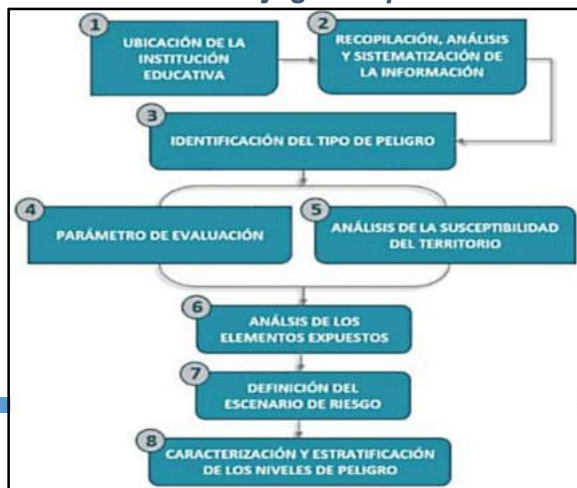 1
UBICACIÓN DE LA
INSTITUCIÓN
EDUCATIVA
2
RECOPILACIÓN, ANÁLISIS
Y SISTEMATIZACIÓN DE
LA INFORMACIÓN
3
IDENTIFICACIÓN DEL TIPO DE PELIGRO
4
PARÁMETRO DE EVALUACIÓN
5
ANÁLISIS DE LA SUSCEPTIBILIDAD
DEL TERRITORIO
6
ANÁLSIS DE LOS
ELEMENTOS EXPUESTOS
7
DEFINICIÓN DEL
ESCENARIO DE RIESGO
8
CARACTERIZACIÓN Y ESTRATIFICACIÓN
DE LOS NIVELES DE PELIGRO